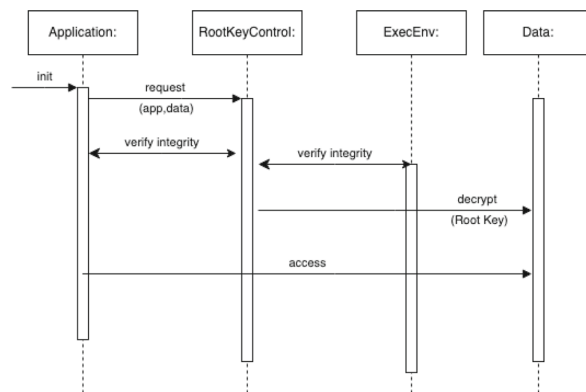 Application:
RootKeyControl:
ExecEnv:
Data:
init
request
(app,data)
verify integrity
verify integrity
decrypt
(Root Key)
access